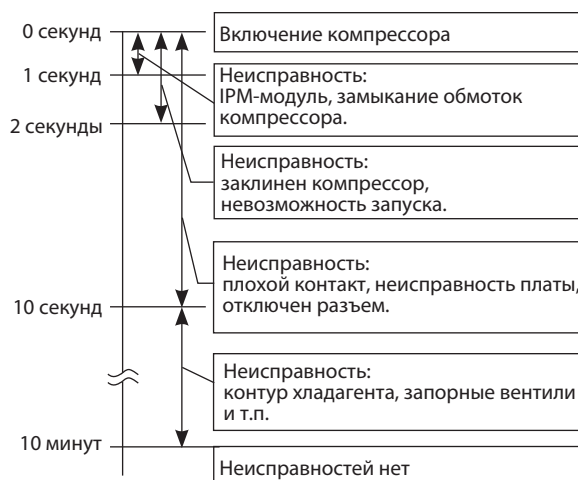 0 секунд
Включение компрессора
1 секунд
Неисправность:
IPM-модуль, замыкание обмоток
компрессора.
2 секунды
Неисправность:
заклинен компрессор,
невозможность запуска.
Неисправность:
плохой контакт, неисправность платы,
отключен разъем.
10 секунд
Неисправность:
контур хладагента, запорные вентили
и т.п.
10 минут
Неисправностей нет